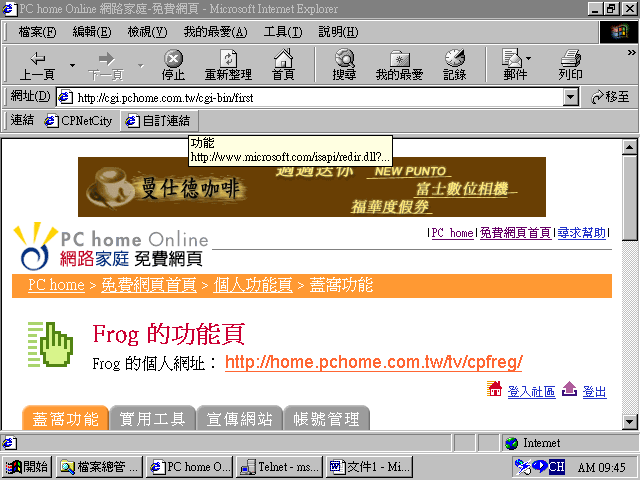 PC home Online 網路家庭-免費網頁 - Microsoft Internet Explorer
檔案(F) 編輯(E) 檢視(V) 我的最愛(A) 工具(T) 說明(H)
上一頁 下一頁 停止 重新整理 首頁 搜尋 我的最愛 記錄 郵件 列印
網址(D) http://cgi.pchome.com.tw/cgi-bin/first 移至
連結 CPNetCity 自訂連結
功能
http://www.microsoft.com/isapi/redir.dll?...
曼仕德咖啡 週週送你 NEW PUNTO
富士數位相機
福華度假券
PC home Online
網路家庭 免費網頁
|PC home|免費網頁首頁|尋求幫助|
PC home > 免費網頁首頁 > 個人功能頁 > 蓋窩功能
Frog 的功能頁
Frog 的個人網址： http://home.pchome.com.tw/tv/cpfreg/
登入社區 登出
蓋窩功能 實用工具 宣傳網站 帳號管理
Internet
開始 檔案總管 ... PC home O... Telnet - ms... 文件1 - Mi... CH AM 09:45